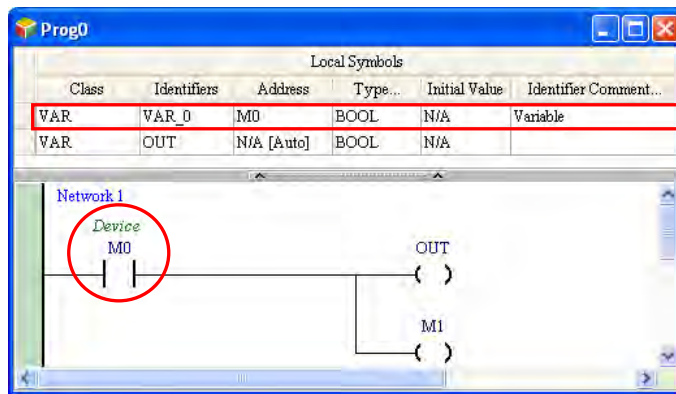 Prog0
Local Symbols
Class Identifiers Address Type... Initial Value Identifier Comment...
VAR VAR_0 M0 BOOL N/A Variable
VAR OUT N/A [Auto] BOOL N/A
Network 1
Device
M0 OUT
M1